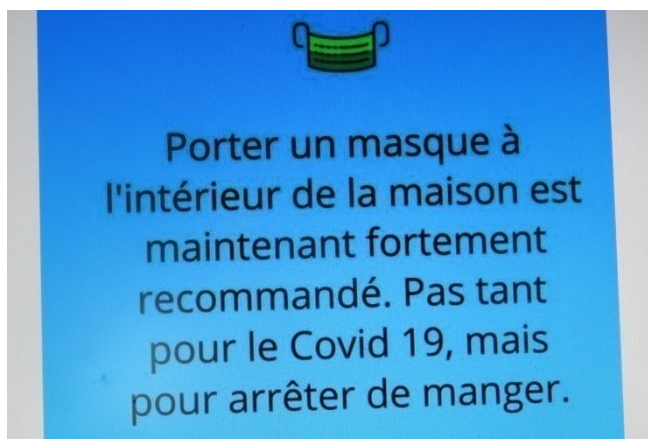 Porter un masque à
l'intérieur de la maison est
maintenant fortement
recommandé. Pas tant
pour le Covid 19, mais
pour arrêter de manger.